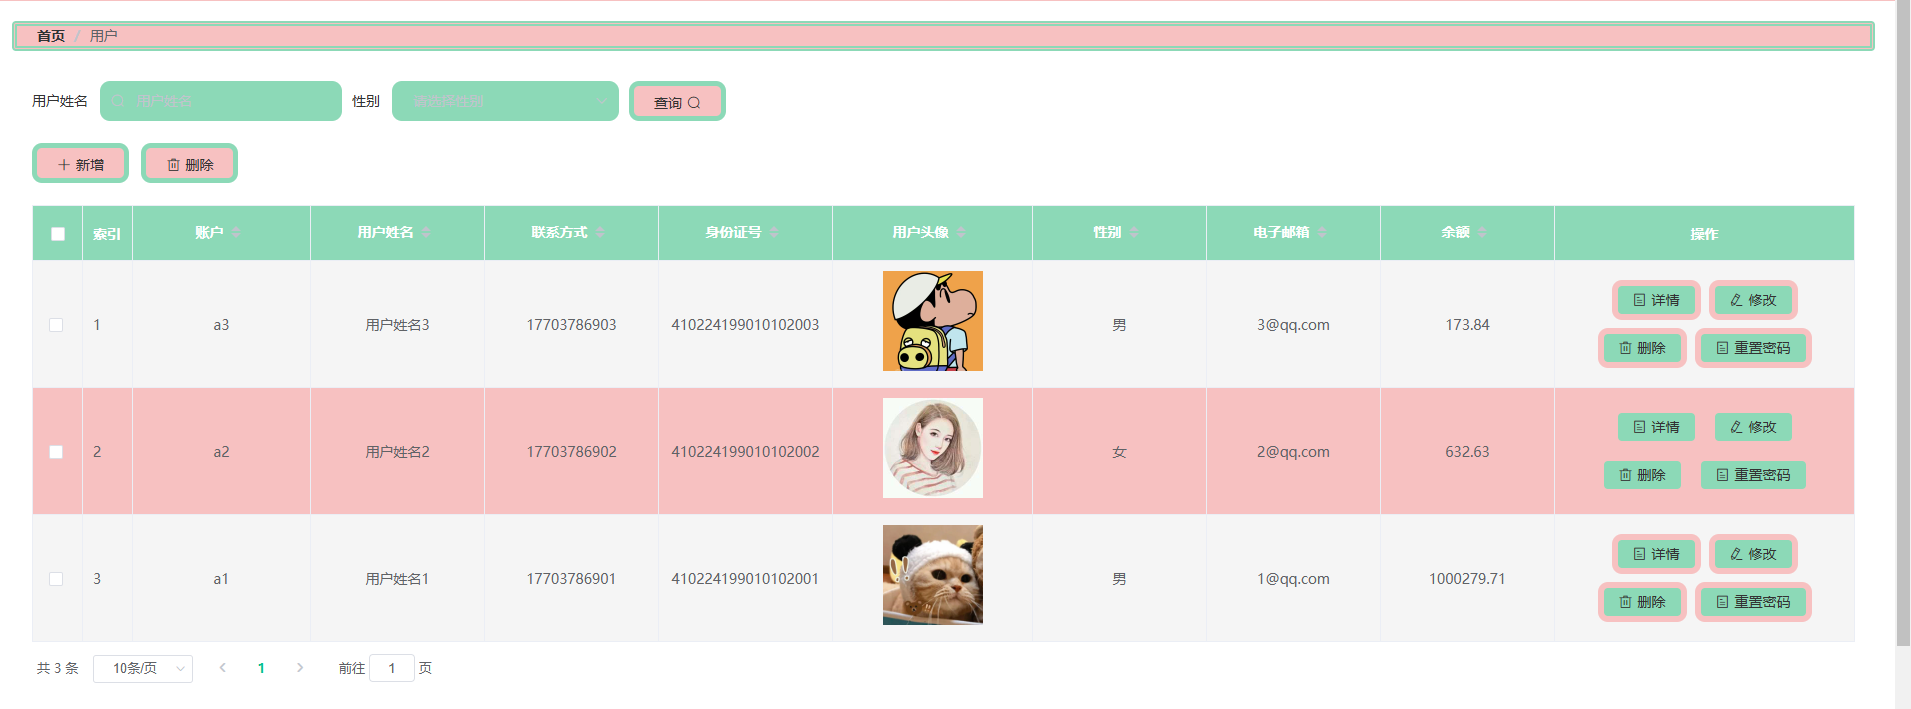 首页 / 用户
用户姓名 用户姓名 性别 请选择性别 查询
新增 删除
索引 账户 用户姓名 联系方式 身份证号 用户头像 性别 电子邮箱 余额 操作
1 a3 用户姓名3 17703786903 410224199010102003 男 3@qq.com 173.84 详情 修改
删除 重置密码
2 a2 用户姓名2 17703786902 410224199010102002 女 2@qq.com 632.63 详情 修改
删除 重置密码
3 a1 用户姓名1 17703786901 410224199010102001 男 1@qq.com 1000279.71 详情 修改
删除 重置密码
共 3 条 10条/页 1 前往 1 页